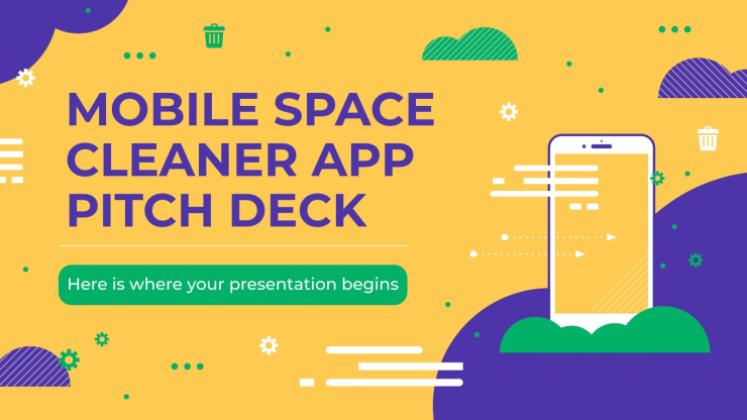 MOBILE SPACE
CLEANER APP
PITCH DECK
Here is where your presentation begins